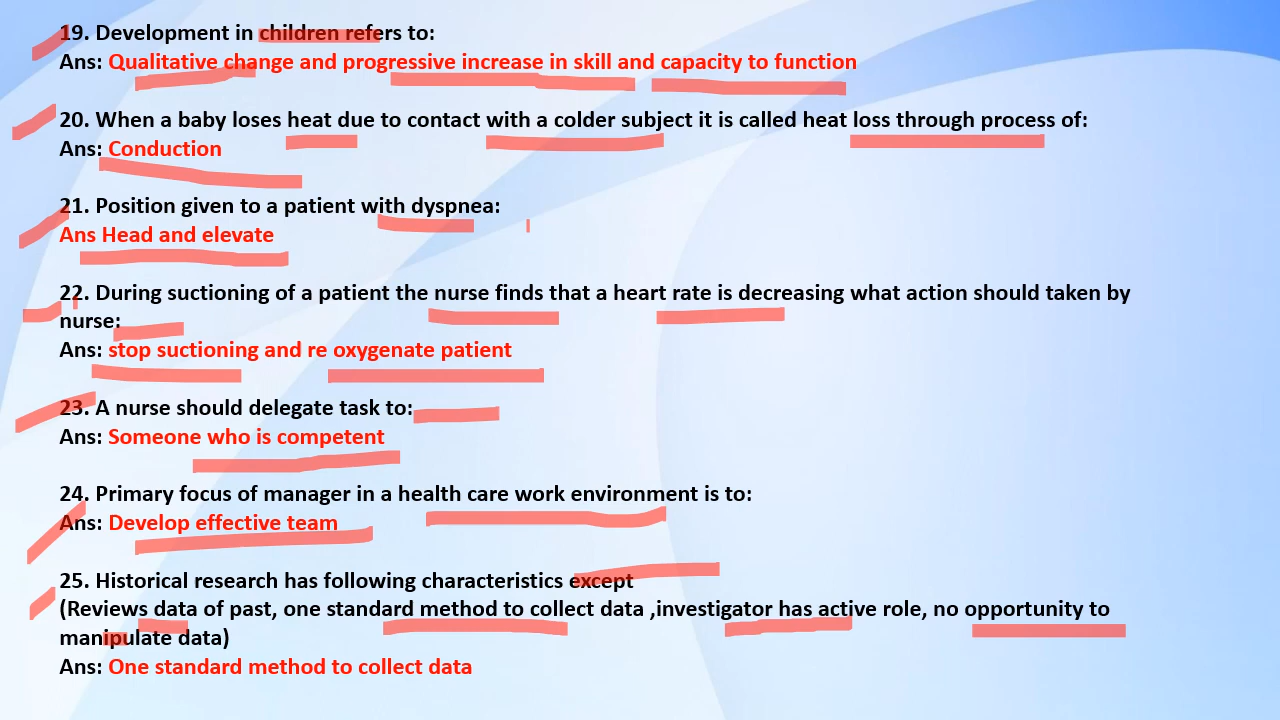 19. Development in children refers to:
Ans: Qualitative change and progressive increase in skill and capacity to function
20. When a baby loses heat due to contact with a colder subject it is called heat loss through process of:
Ans: Conduction
21. Position given to a patient with dyspnea:
Ans Head and elevate
22. During suctioning of a patient the nurse finds that a heart rate is decreasing what action should taken by
nurse:
Ans: stop suctioning and re oxygenate patient
23. A nurse should delegate task to:
Ans: Someone who is competent
24. Primary focus of manager in a health care work environment is to:
Ans: Develop effective team
25. Historical research has following characteristics except
(Reviews data of past, one standard method to collect data ,investigator has active role, no opportunity to
manipulate data)
Ans: One standard method to collect data